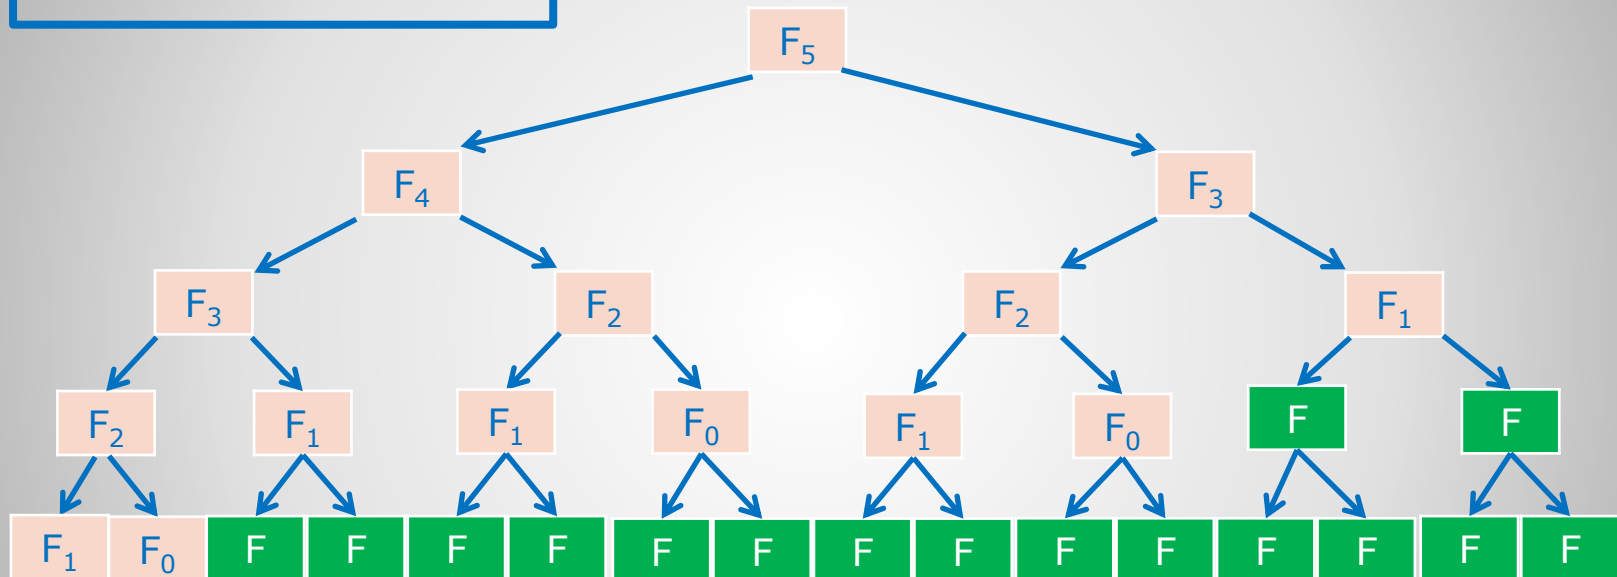 F₅
F₄ F₃
F₃ F₂ F₂ F₁
F₂ F₁ F₁ F₀ F₁ F₀ F F
F₁ F₀ F F F F F F F F F F F F F F